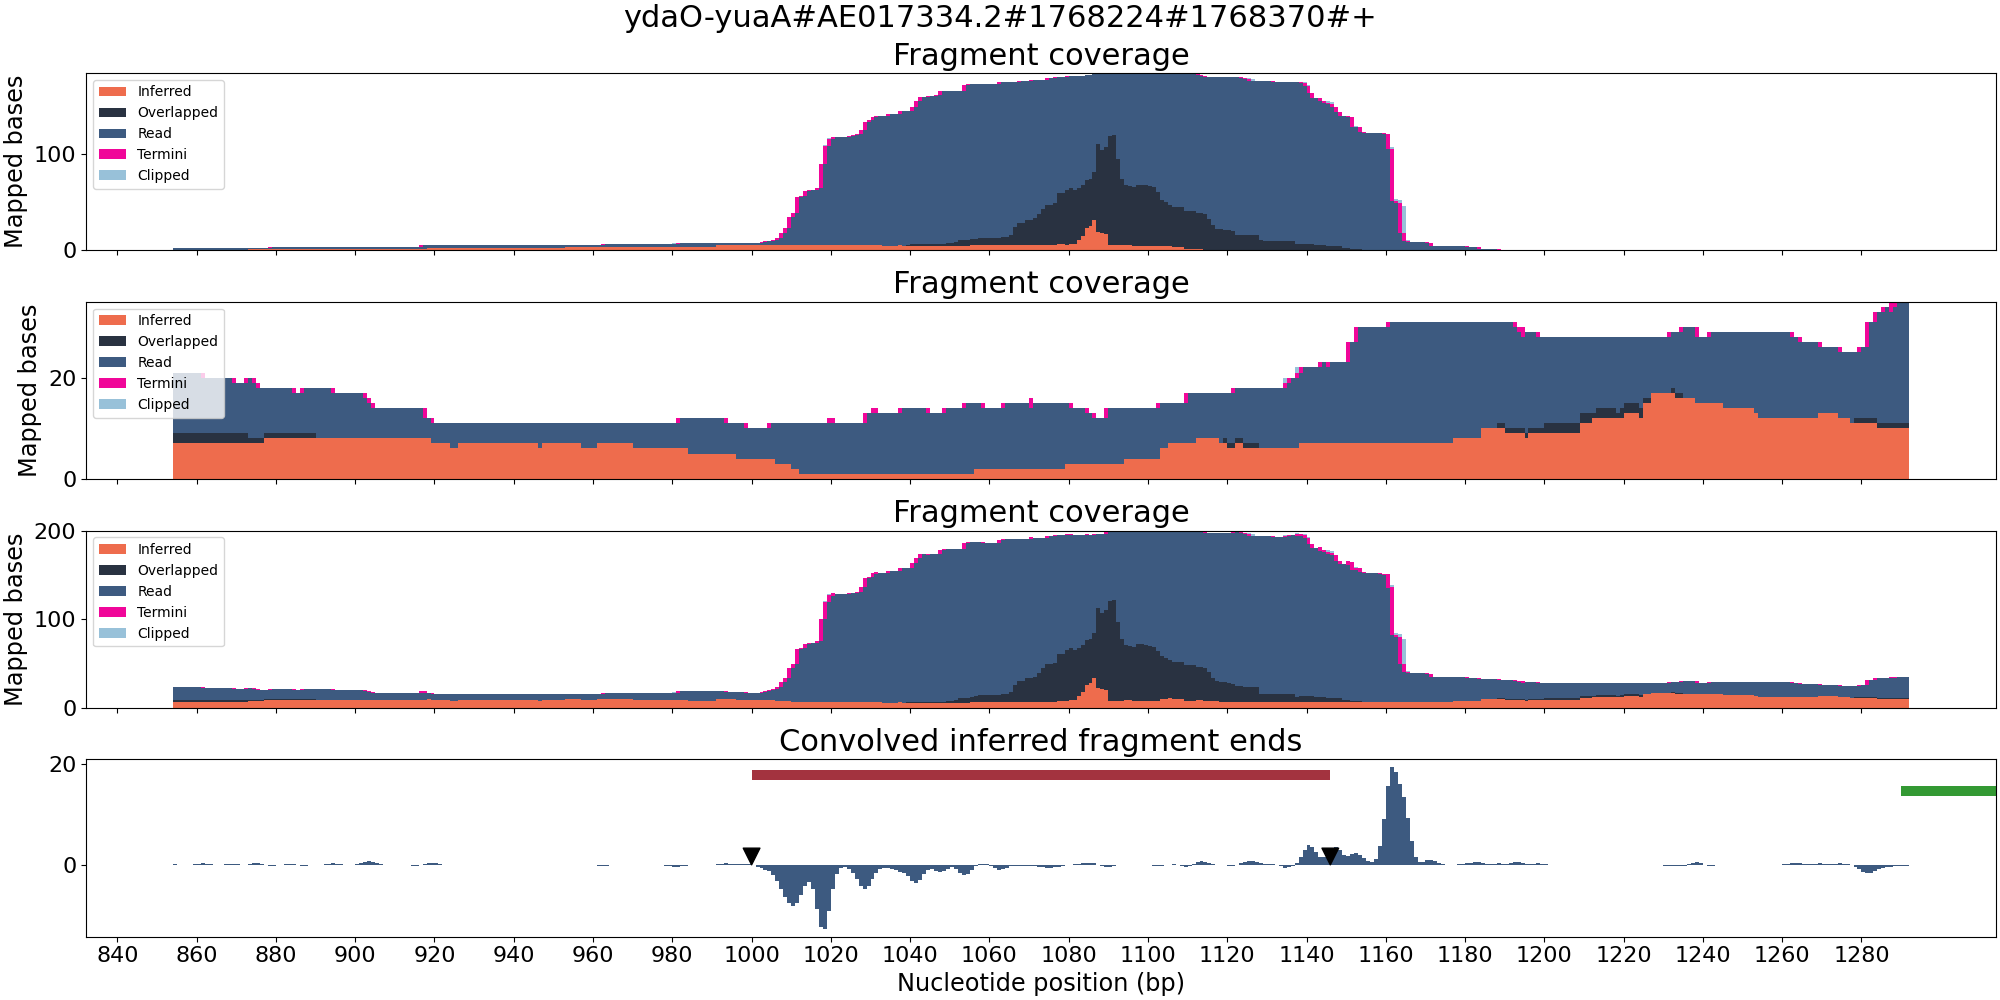 ydaO-yuaA#AE017334.2#1768224#1768370#+
Fragment coverage
Mapped bases
100
0
Inferred
Overlapped
Read
Termini
Clipped
Fragment coverage
Mapped bases
20
0
Inferred
Overlapped
Read
Termini
Clipped
Fragment coverage
Mapped bases
200
100
0
Inferred
Overlapped
Read
Termini
Clipped
Convolved inferred fragment ends
20
0
840 860 880 900 920 940 960 980 1000 1020 1040 1060 1080 1100 1120 1140 1160 1180 1200 1220 1240 1260 1280
Nucleotide position (bp)